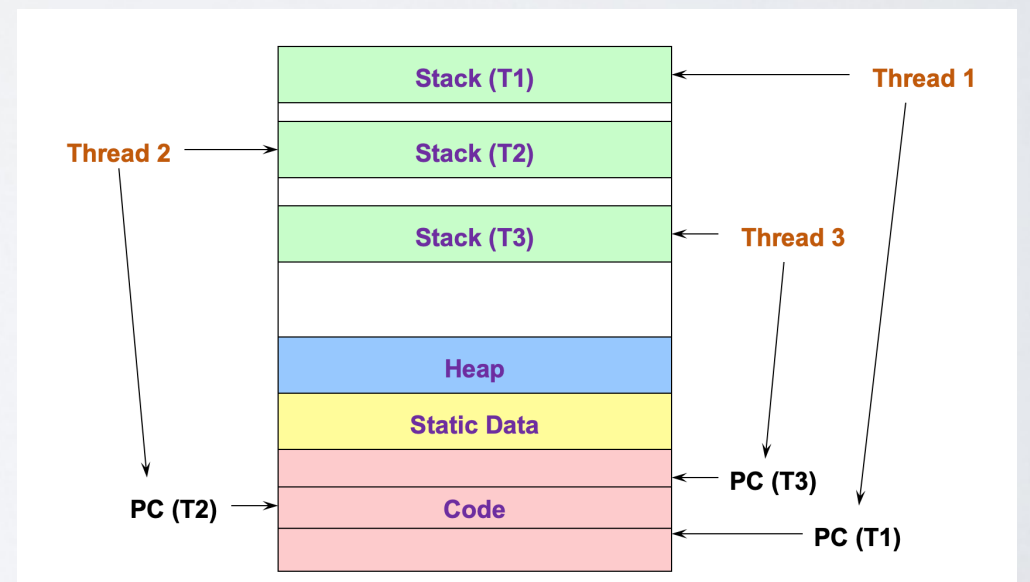 Stack (T1)
Thread 1
Thread 2
Stack (T2)
Stack (T3)
Thread 3
Heap
Static Data
PC (T3)
PC (T2)
Code
PC (T1)